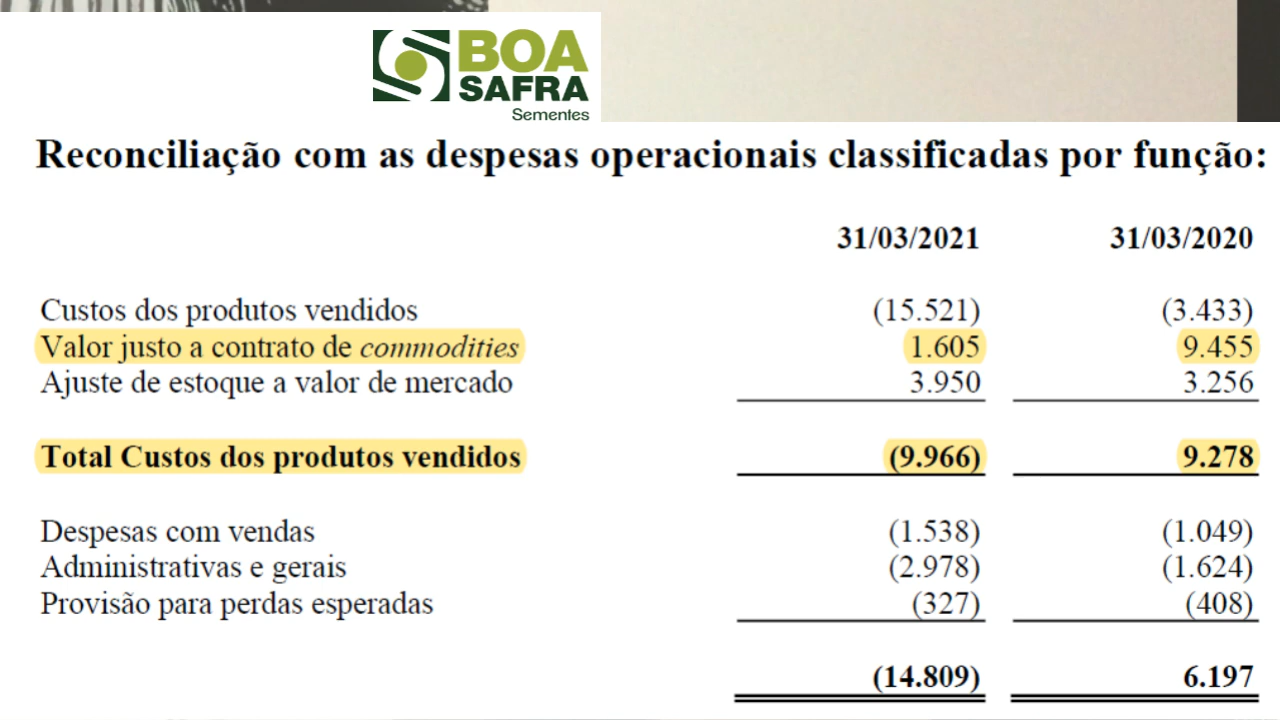 BOA
SAFRA
Sementes
Reconciliação com as despesas operacionais classificadas por função:
31/03/2021 31/03/2020
Custos dos produtos vendidos (15.521) (3.433)
Valor justo a contrato de commodities 1.605 9.455
Ajuste de estoque a valor de mercado 3.950 3.256
Total Custos dos produtos vendidos (9.966) 9.278
Despesas com vendas (1.538) (1.049)
Administrativas e gerais (2.978) (1.624)
Provisão para perdas esperadas (327) (408)
(14.809) 6.197